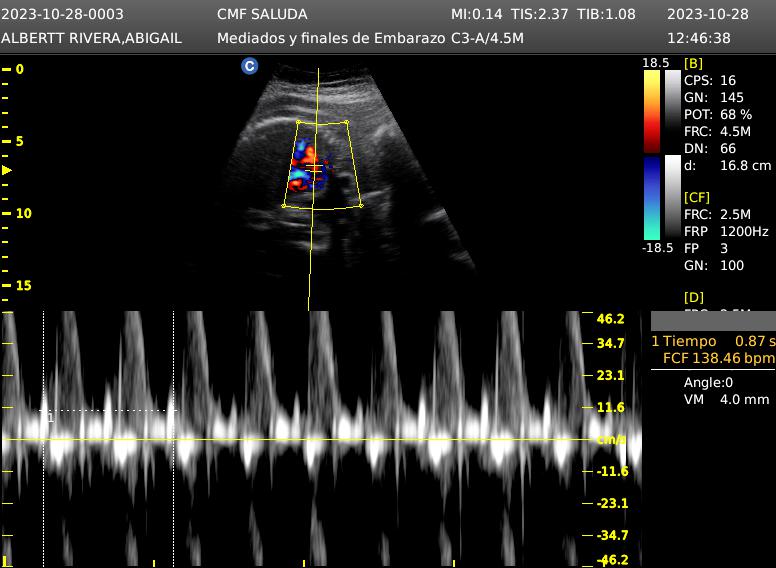 2023-10-28-0003 CMF SALUDA MI:0.14 TIS:2.37 TIB:1.08 2023-10-28
ALBERTT RIVERA,ABIGAIL Mediados y finales de Embarazo C3-A/4.5M 12:46:38
C
0
5
10
15
18.5
-18.5
[B]
CPS: 16
GN: 145
POT: 68 %
FRC: 4.5M
DN: 66
d: 16.8 cm
[CF]
FRC: 2.5M
FRP 1200Hz
FP 3
GN: 100
[D]
46.2
34.7
23.1
11.6
cm/s
-11.6
-23.1
-34.7
-46.2
1
1 Tiempo 0.87 s
FCF 138.46 bpm
Angle:0
VM 4.0 mm